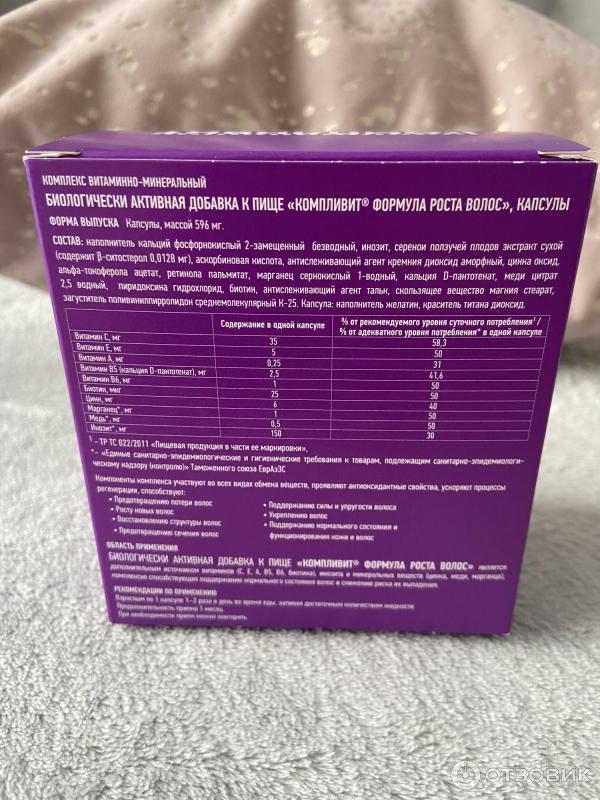 КОМПЛЕКС ВИТАМИННО-МИНЕРАЛЬНЫЙ
БИОЛОГИЧЕСКИ АКТИВНАЯ ДОБАВКА К ПИЩЕ «КОМПЛИВИТ® ФОРМУЛА РОСТА ВОЛОС», КАПСУЛЫ
ФОРМА ВЫПУСКА Капсулы, массой 596 мг.
СОСТАВ: наполнитель кальций фосфорнокислый 2-замещенный безводный, инозит, серенои ползучей плодов экстракт сухой
(содержит β-ситостерол 0,0128 мг), аскорбиновая кислота, антислеживающий агент кремния диоксид аморфный, цинка оксид,
альфа-токоферола ацетат, ретинола пальмитат, марганец сернокислый 1-водный, кальция D-пантотенат, меди цитрат
2,5 водный, пиридоксина гидрохлорид, биотин, антислеживающий агент тальк, скользящее вещество магния стеарат,
загуститель поливинилпирролидон среднемолекулярный К-25. Капсула: наполнитель желатин, краситель титана диоксид.
Содержание в одной капсуле % от рекомендуемого уровня суточного потребления¹ /
% от адекватного уровня потребления* в одной капсуле
Витамин С, мг 35 58,3
Витамин Е, мг 5 50
Витамин А, мг 0,25 31
Витамин В5 (кальция D-пантотенат), мг 2,5 41,6
Витамин В6, мг 1 50
Биотин, мкг 25 50
Цинк, мг 6 40
Марганец*, мг 1 50
Медь*, мг 0,5 50
Инозит*, мг 150 30
¹ – ТР ТС 022/2011 «Пищевая продукция в части ее маркировки»,
*- «Единые санитарно-эпидемиологические и гигиенические требования к товарам, подлежащим санитарно-эпидемиологи-
ческому надзору (контролю)» Таможенного союза ЕврАзЭС
Компоненты комплекса участвуют во всех видах обмена веществ, проявляют антиоксидантные свойства, ускоряют процессы
регенерации, способствуют:
• Предотвращению потери волос
• Росту новых волос
• Восстановлению структуры волос
• Предотвращению сечения волос
• Поддержанию силы и упругости волоса
• Укреплению волос
• Поддержанию нормального состояния и
функционирования кожи и волос
ОБЛАСТЬ ПРИМЕНЕНИЯ
БИОЛОГИЧЕСКИ АКТИВНАЯ ДОБАВКА К ПИЩЕ «КОМПЛИВИТ® ФОРМУЛА РОСТА ВОЛОС» является
дополнительным источником витаминов (С, Е, А, В5, В6, биотина), инозита и минеральных веществ (цинка, меди, марганца),
комплексно способствующих поддержанию нормального состояния волос и снижению риска их выпадения.
РЕКОМЕНДАЦИИ ПО ПРИМЕНЕНИЮ
Взрослым по 1 капсуле 1–2 раза в день во время еды, запивая достаточным количеством жидкости.
Продолжительность приема 1 месяц.
При необходимости прием можно повторить.
ОТЗОВИК